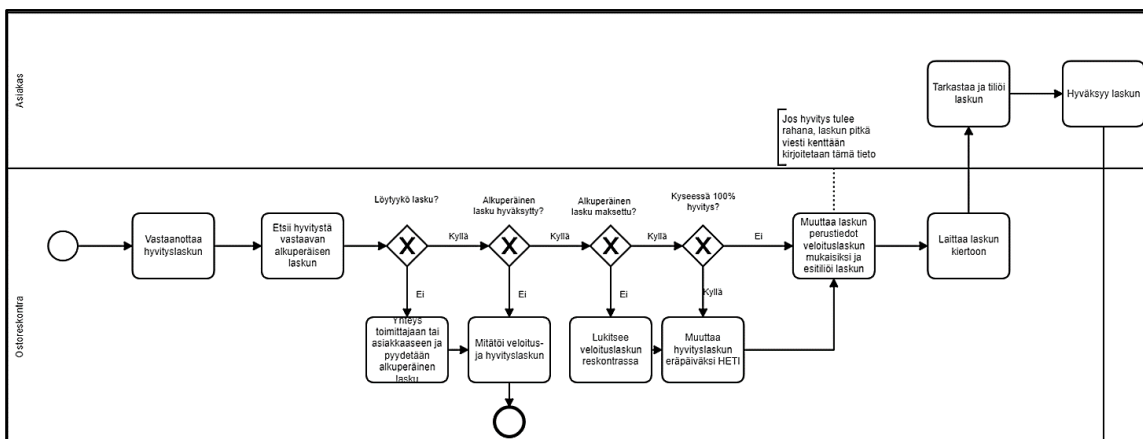 Asiakas
Tarkastaa ja tiliöi
laskun
Hyväksyy laskun
Jos hyvitys tulee
rahana, laskun pitkä
viesti kenttään
kirjoitetaan tämä tieto
Ostoreskontra
Vastaanottaa
hyvityslaskun
Etsii hyvitystä
vastaavan
alkuperäisen
laskun
Löytyykö lasku?
Kyllä
Ei
Alkuperäinen
lasku hyväksytty?
Kyllä
Ei
Alkuperäinen
lasku maksettu?
Kyllä
Ei
Kyseessä 100%
hyvitys?
Ei
Kyllä
Muuttaa laskun
perustiedot
veloituslaskun
mukaisiksi ja
esitiliöi laskun
Laittaa laskun
kiertoon
Yhteys
toimittajaan tai
asiakkaaseen ja
pyydetään
alkuperäinen
lasku
Mitätöi veloitus-
ja hyvityslaskun
Lukitsee
veloituslaskun
reskontrassa
Muuttaa
hyvityslaskun
eräpäiväksi HETI